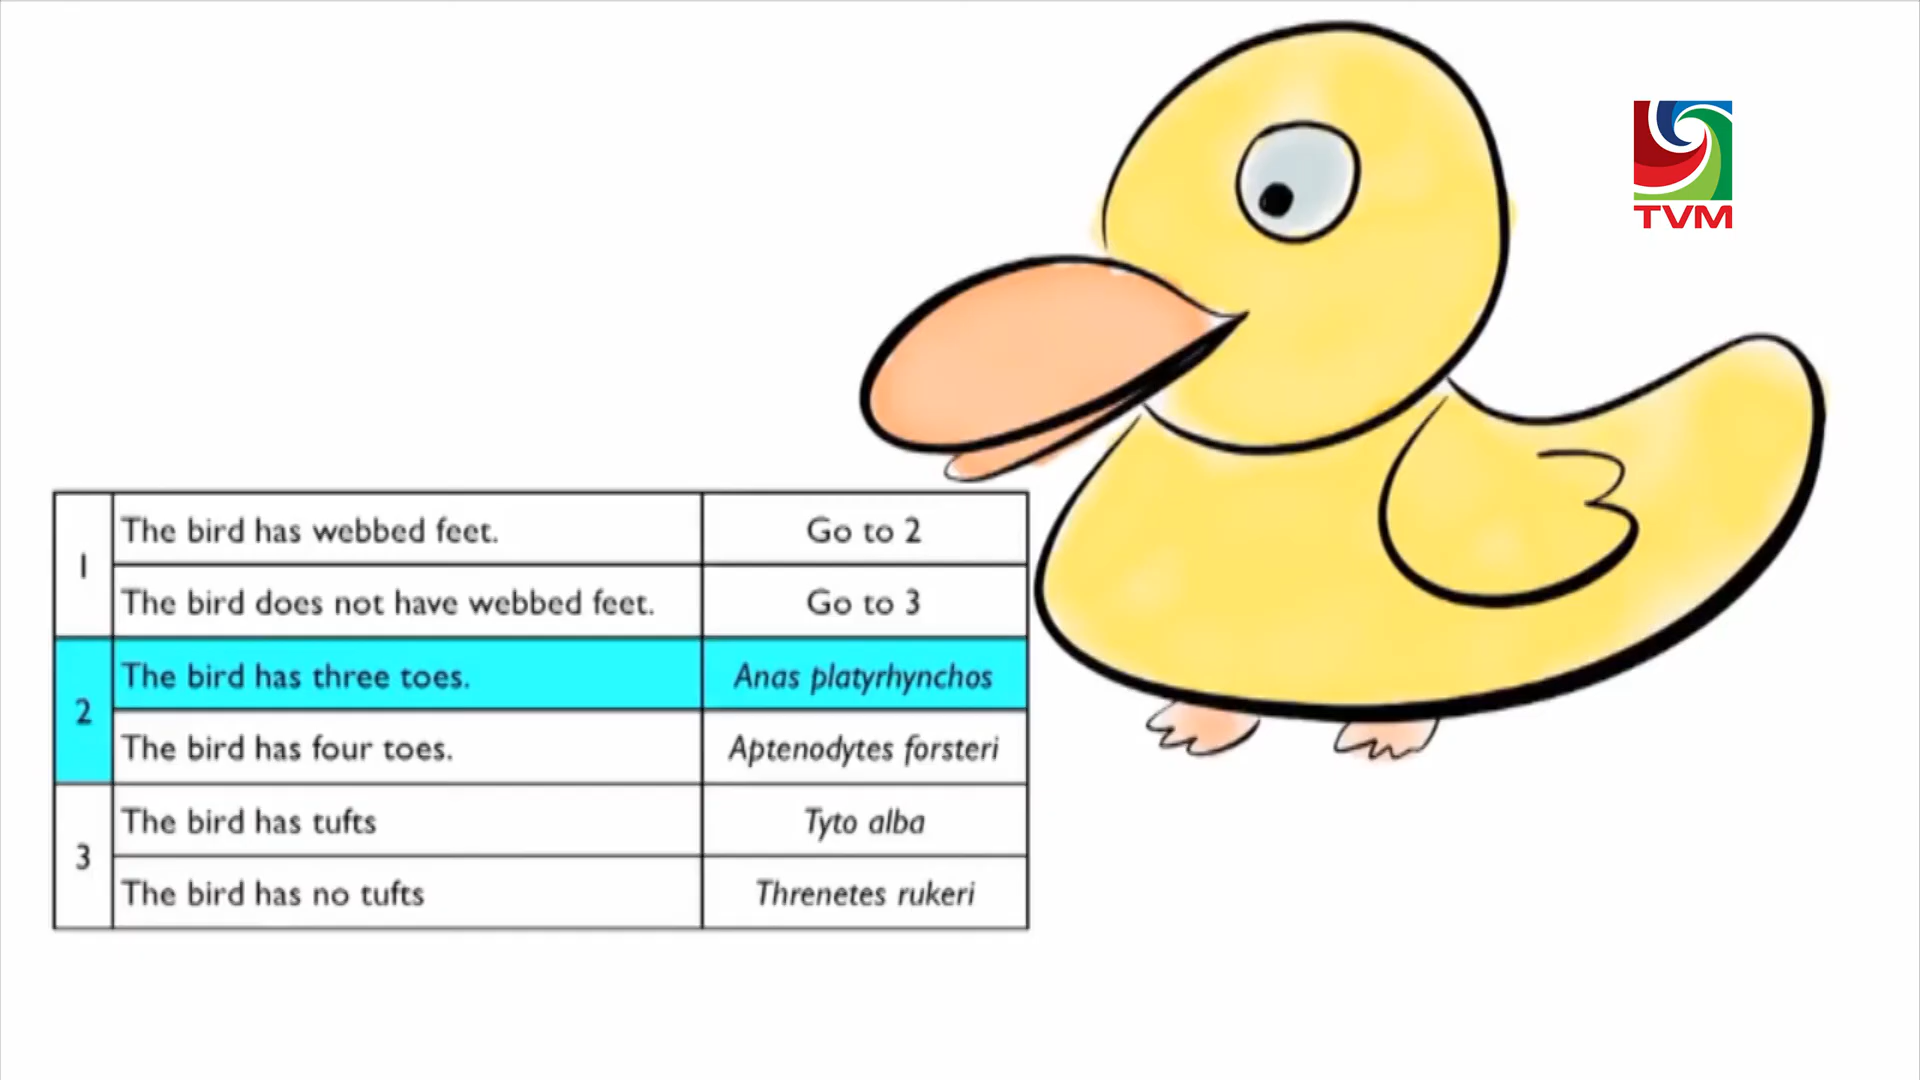 TVM
1
The bird has webbed feet.
Go to 2
The bird does not have webbed feet.
Go to 3
2
The bird has three toes.
Anas platyrhynchos
The bird has four toes.
Aptenodytes forsteri
3
The bird has tufts
Tyto alba
The bird has no tufts
Threnetes rukeri